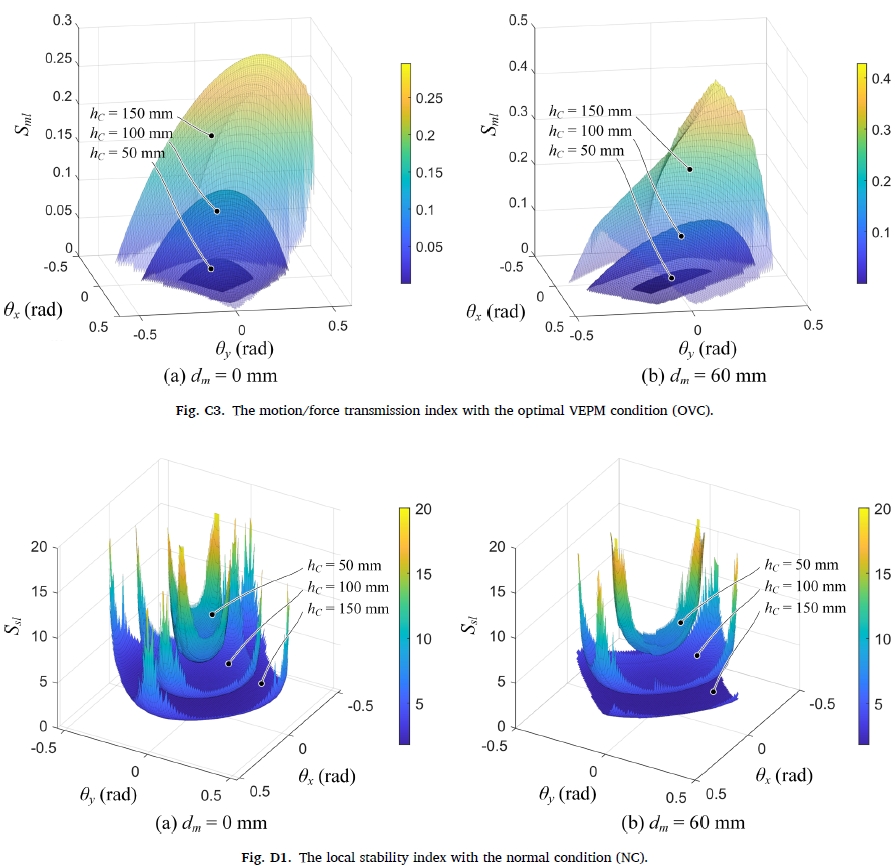 0.3
0.25
0.2
0.15
0.1
0.05
0
S_ml
h_C = 150 mm
h_C = 100 mm
h_C = 50 mm
-0.5
0
0.5
θ_x (rad)
-0.5
0
0.5
θ_y (rad)
0.25
0.2
0.15
0.1
0.05
(a) d_m = 0 mm
0.5
0.4
0.3
0.2
0.1
0
S_ml
h_C = 150 mm
h_C = 100 mm
h_C = 50 mm
-0.5
0
0.5
θ_x (rad)
-0.5
0
0.5
θ_y (rad)
0.4
0.3
0.2
0.1
(b) d_m = 60 mm
Fig. C3. The motion/force transmission index with the optimal VEPM condition (OVC).
20
15
10
5
0
S_sl
h_C = 50 mm
h_C = 100 mm
h_C = 150 mm
-0.5
0
0.5
θ_y (rad)
-0.5
0
0.5
θ_x (rad)
20
15
10
5
(a) d_m = 0 mm
20
15
10
5
0
S_sl
h_C = 50 mm
h_C = 100 mm
h_C = 150 mm
-0.5
0
0.5
θ_y (rad)
-0.5
0
0.5
θ_x (rad)
20
15
10
5
(b) d_m = 60 mm
Fig. D1. The local stability index with the normal condition (NC).